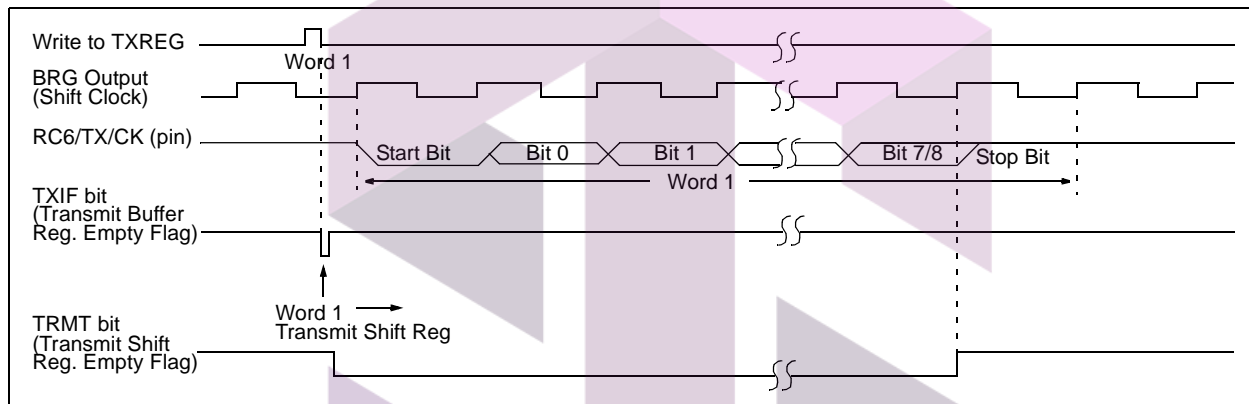 Write to TXREG
Word 1
BRG Output
(Shift Clock)
RC6/TX/CK (pin)
Start Bit
Bit 0
Bit 1
Bit 7/8
Stop Bit
Word 1
TXIF bit
(Transmit Buffer
Reg. Empty Flag)
Word 1
Transmit Shift Reg
TRMT bit
(Transmit Shift
Reg. Empty Flag)